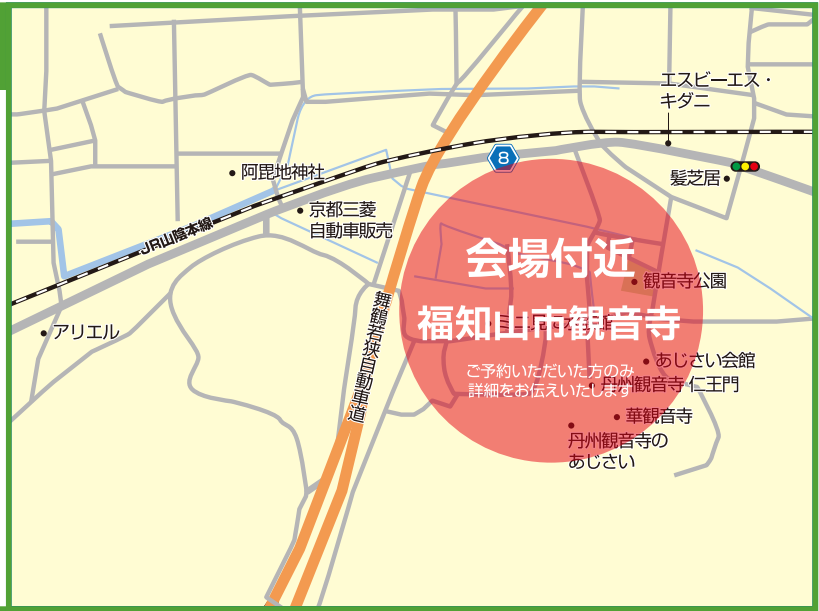 エスビーエス・
キダニ
8
髪芝居
阿毘地神社
京都三菱
自動車販売
JR山陰本線
会場付近
観音寺公園
福知山市観音寺
舞鶴若狭自動車道
アリエル
あじさい会館
ご予約いただいた方のみ
詳細をお伝えいたします
丹州観音寺 仁王門
華観音寺
丹州観音寺の
あじさい